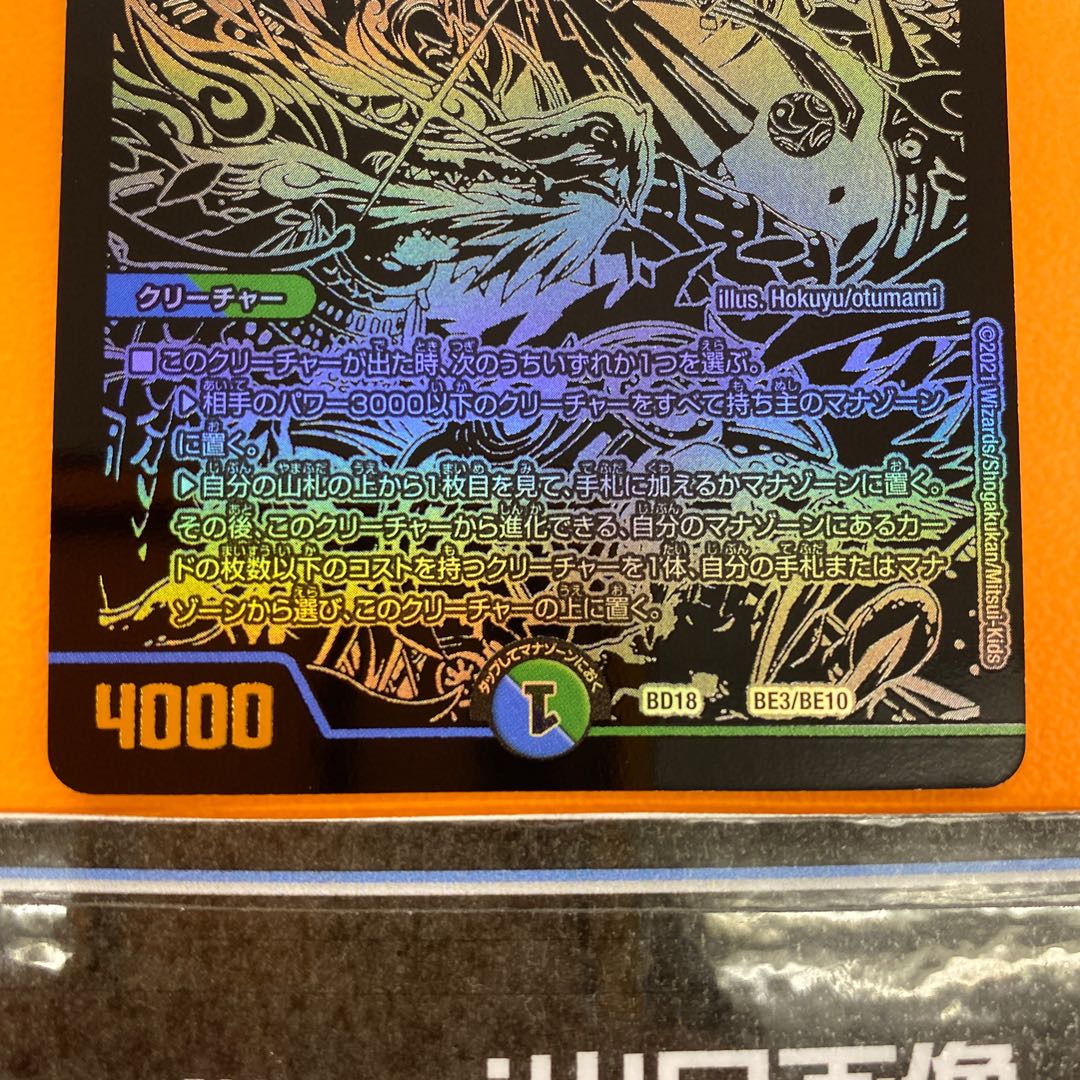 クリーチャー
illus. Hokuyu/otumami
■このクリーチャーが出た時、次のうちいずれか1つを選ぶ。
▶相手のパワー3000以下のクリーチャーをすべて持ち主のマナゾーン
に置く。
▶自分の山札の上から1枚目を見て、手札に加えるかマナゾーンに置く。
その後、このクリーチャーから進化できる、自分のマナゾーンにあるカー
ドの枚数以下のコストを持つクリーチャーを1体、自分の手札またはマナ
ゾーンから選び、このクリーチャーの上に置く。
©2021 Wizards/Shogakukan/Mitsui-Kids
タップしてマナゾーンにおく
4000
1
BD18
BE3/BE10